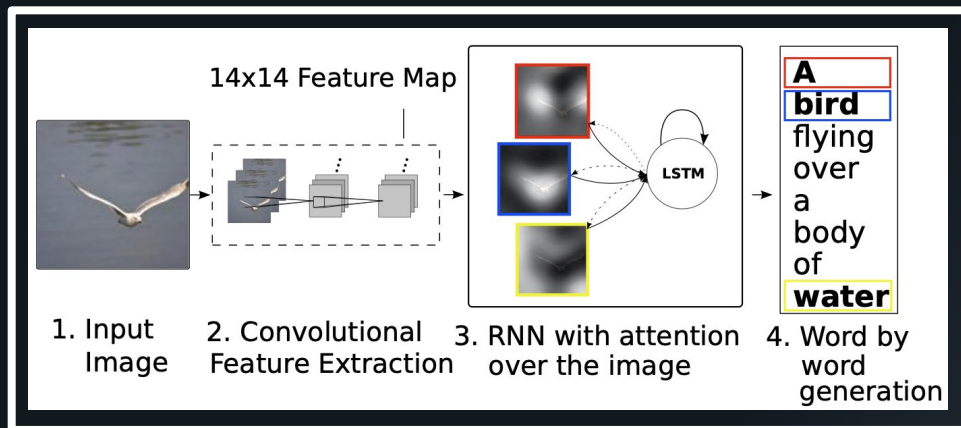 14x14 Feature Map
LSTM
A
bird
flying
over
a
body
of
water
1. Input
Image
2. Convolutional
Feature Extraction
3. RNN with attention
over the image
4. Word by
word
generation